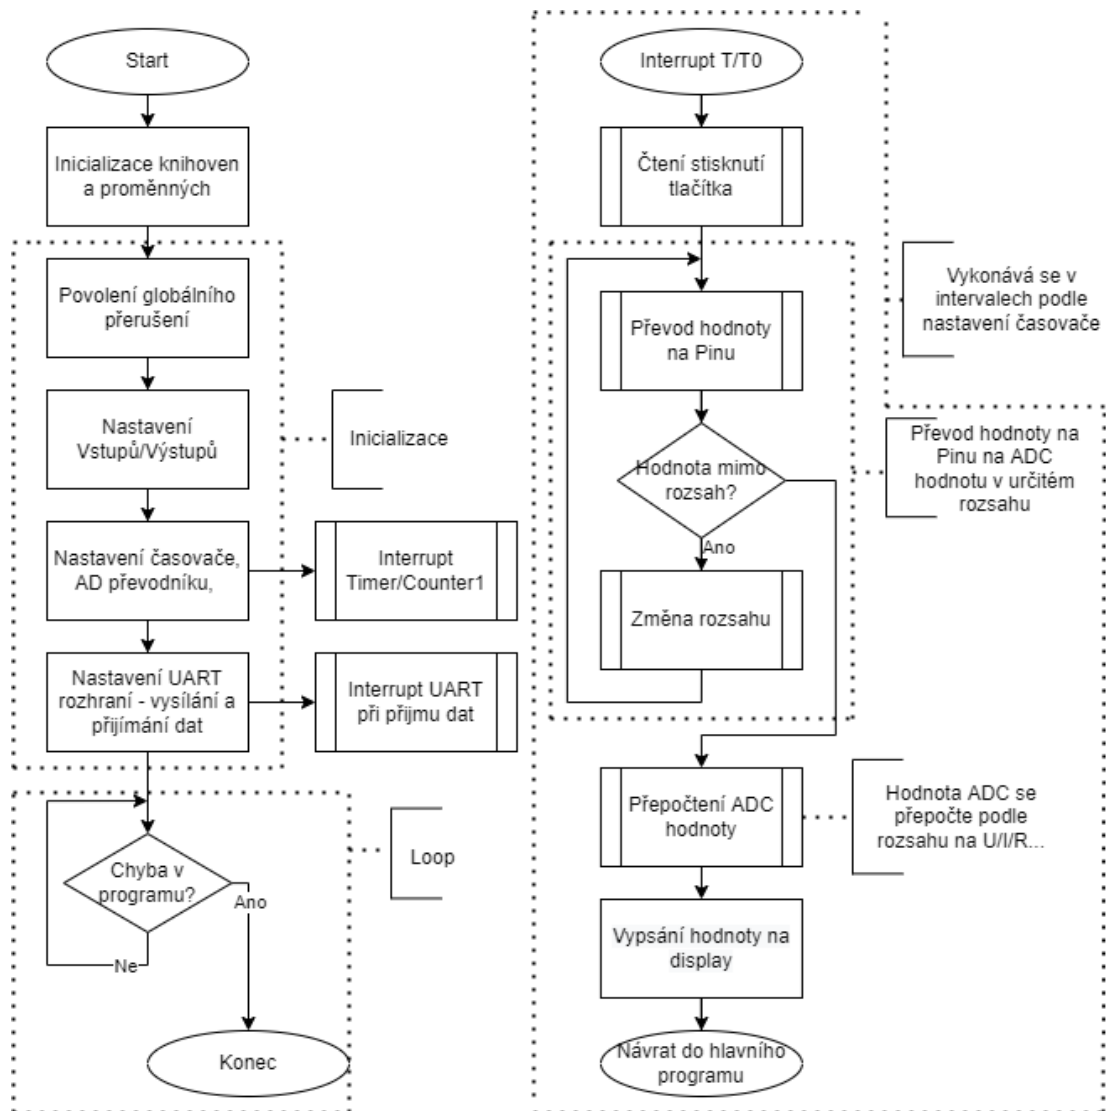 Start
Inicializace knihoven
a proměnných
Povolení globálního
přerušení
Nastavení
Vstupů/Výstupů
Inicializace
Nastavení časovače,
AD převodníku,
Interrupt
Timer/Counter1
Nastavení UART
rozhraní - vysílání a
přijímání dat
Interrupt UART
při přijmu dat
Chyba v
programu?
Ano
Ne
Loop
Konec
Interrupt T/T0
Čtení stisknutí
tlačítka
Vykonává se v
intervalech podle
nastavení časovače
Převod hodnoty
na Pinu
Hodnota mimo
rozsah?
Ano
Převod hodnoty na
Pinu na ADC
hodnotu v určitém
rozsahu
Změna rozsahu
Přepočtení ADC
hodnoty
Hodnota ADC se
přepočte podle
rozsahu na U/I/R...
Vypsání hodnoty na
display
Návrat do hlavního
programu